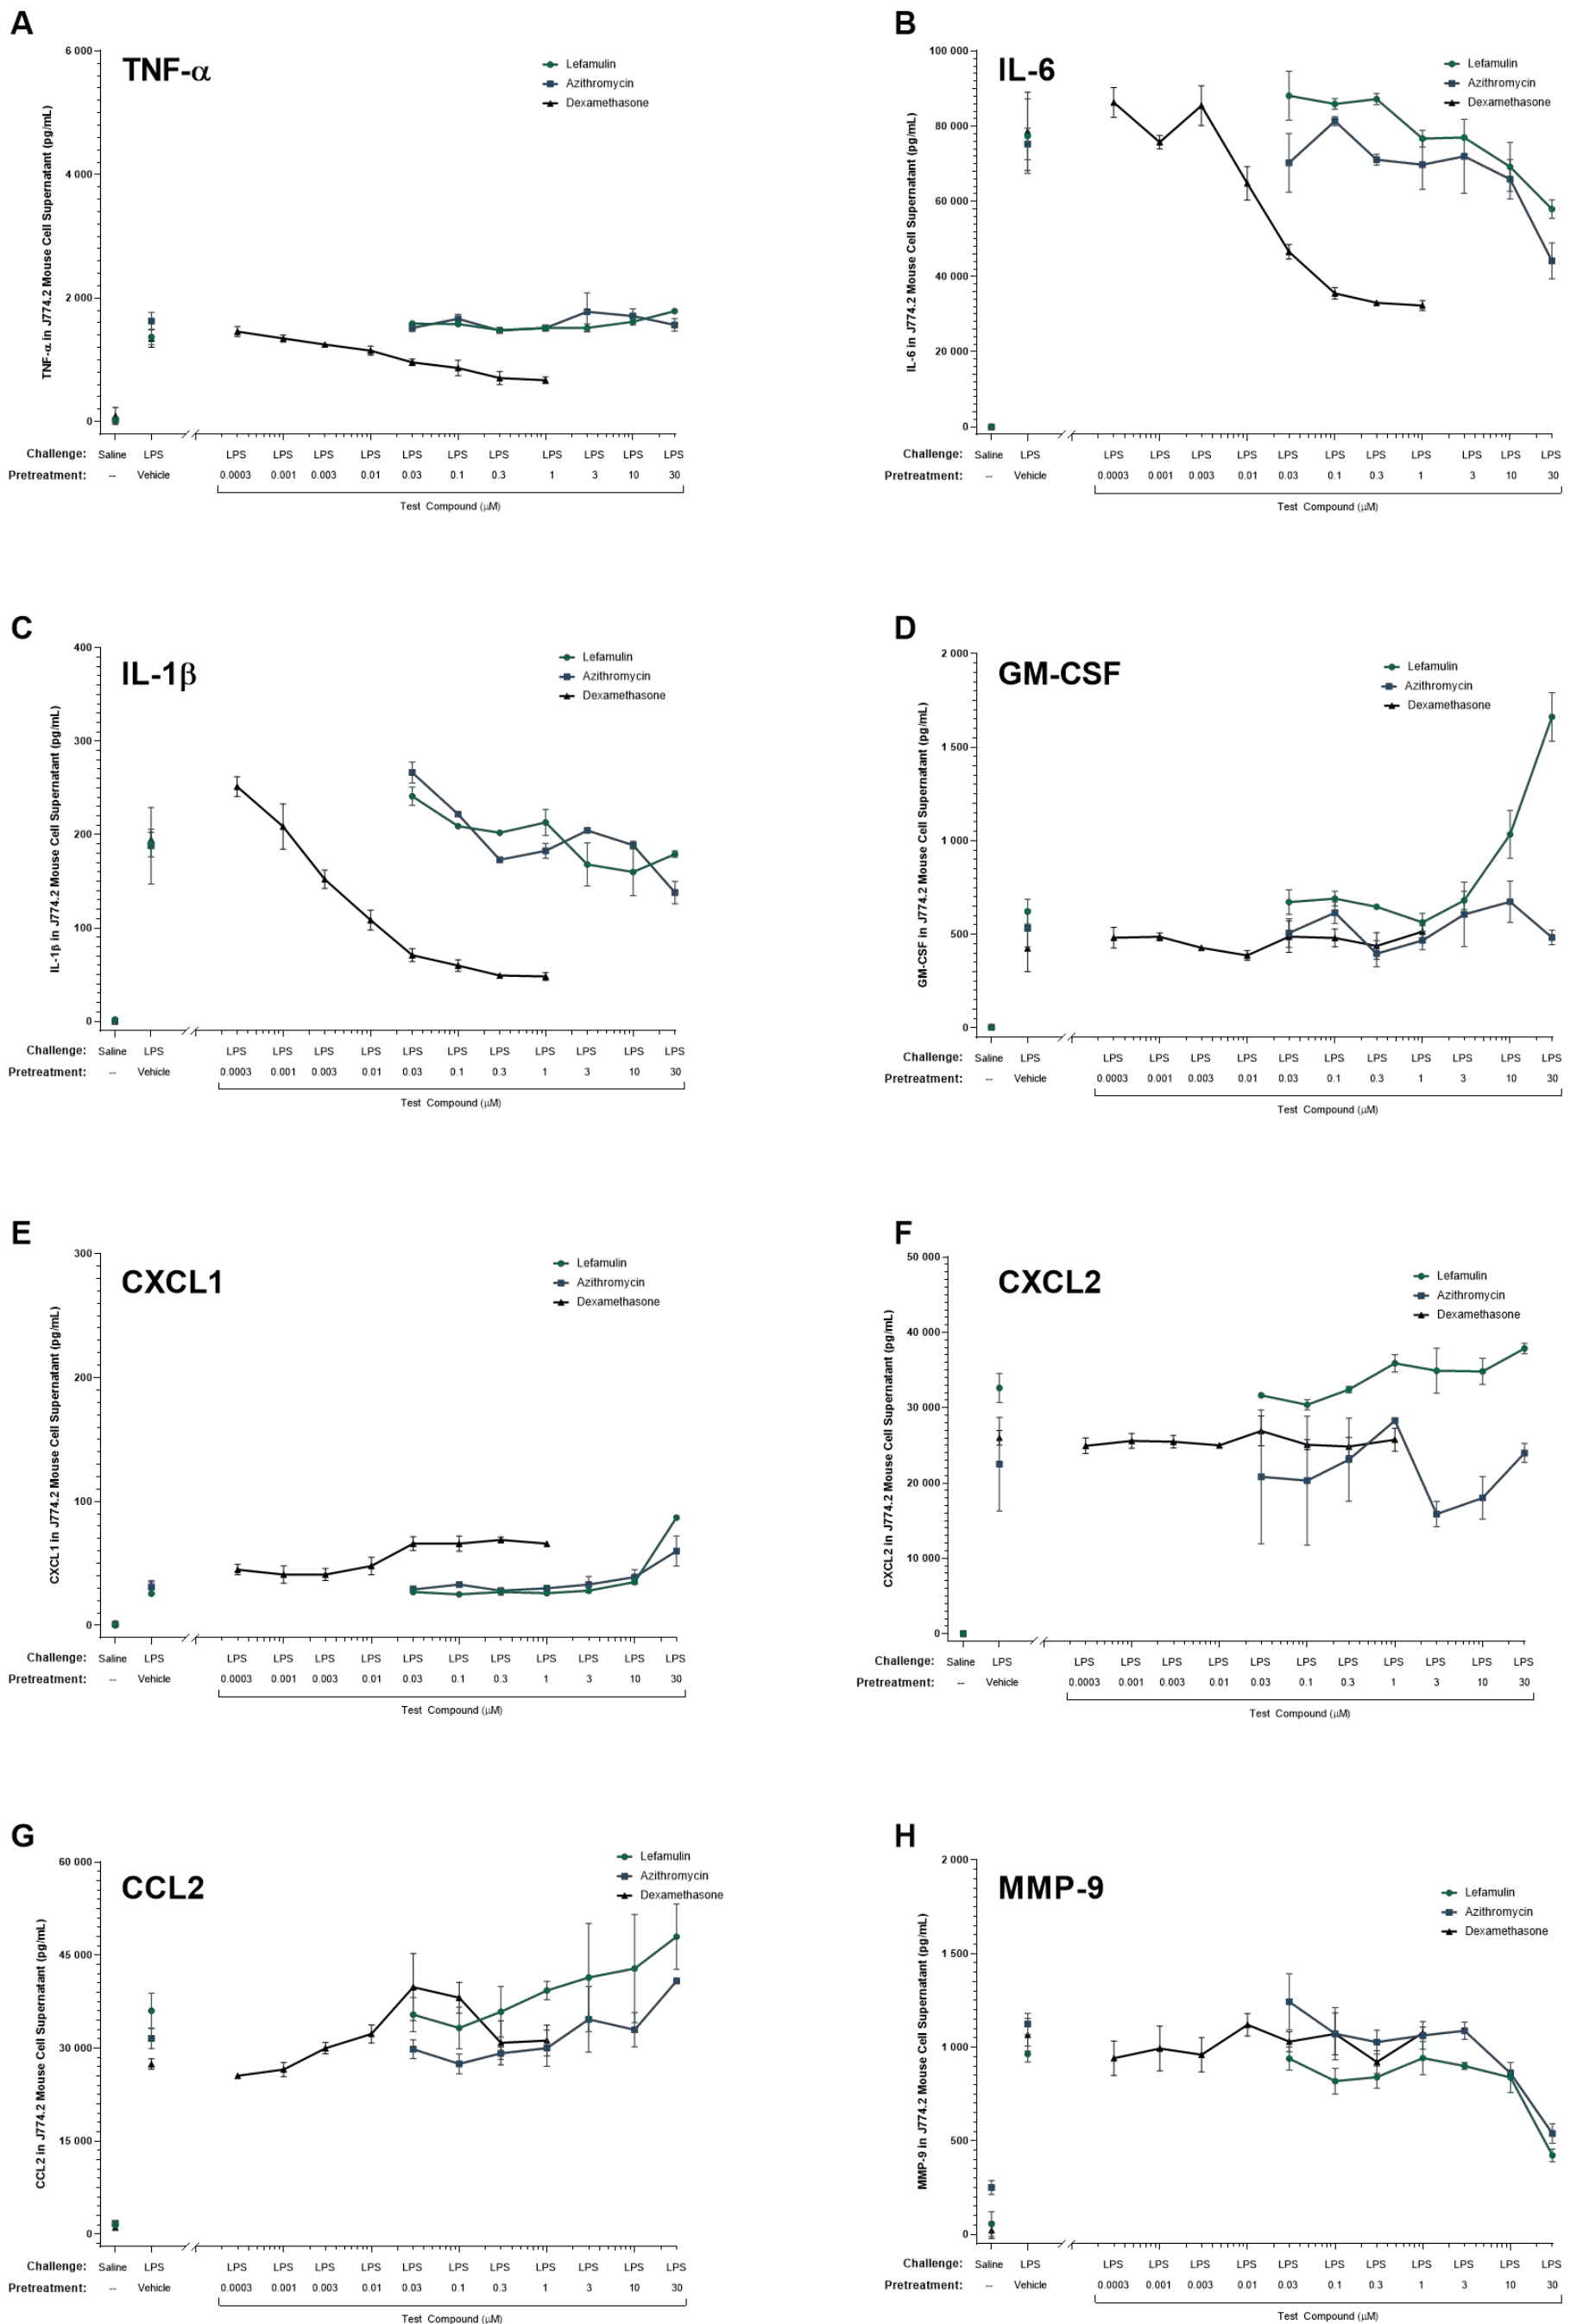 A
TNF-α
Lefamulin
Azithromycin
Dexamethasone
TNF-α in J774.2 Mouse Cell Supernatant (pg/mL)
6 000
4 000
2 000
0
Challenge: Saline LPS LPS LPS LPS LPS LPS LPS LPS LPS LPS LPS LPS
Pretreatment: -- Vehicle 0.0003 0.001 0.003 0.01 0.03 0.1 0.3 1 3 10 30
Test Compound (µM)
B
IL-6
Lefamulin
Azithromycin
Dexamethasone
IL-6 in J774.2 Mouse Cell Supernatant (pg/mL)
100 000
80 000
60 000
40 000
20 000
0
Challenge: Saline LPS LPS LPS LPS LPS LPS LPS LPS LPS LPS LPS LPS
Pretreatment: -- Vehicle 0.0003 0.001 0.003 0.01 0.03 0.1 0.3 1 3 10 30
Test Compound (µM)
C
IL-1β
Lefamulin
Azithromycin
Dexamethasone
IL-1β in J774.2 Mouse Cell Supernatant (pg/mL)
400
300
200
100
0
Challenge: Saline LPS LPS LPS LPS LPS LPS LPS LPS LPS LPS LPS LPS
Pretreatment: -- Vehicle 0.0003 0.001 0.003 0.01 0.03 0.1 0.3 1 3 10 30
Test Compound (µM)
D
GM-CSF
Lefamulin
Azithromycin
Dexamethasone
GM-CSF in J774.2 Mouse Cell Supernatant (pg/mL)
2 000
1 500
1 000
500
0
Challenge: Saline LPS LPS LPS LPS LPS LPS LPS LPS LPS LPS LPS LPS
Pretreatment: -- Vehicle 0.0003 0.001 0.003 0.01 0.03 0.1 0.3 1 3 10 30
Test Compound (µM)
E
CXCL1
Lefamulin
Azithromycin
Dexamethasone
CXCL1 in J774.2 Mouse Cell Supernatant (pg/mL)
300
200
100
0
Challenge: Saline LPS LPS LPS LPS LPS LPS LPS LPS LPS LPS LPS LPS
Pretreatment: -- Vehicle 0.0003 0.001 0.003 0.01 0.03 0.1 0.3 1 3 10 30
Test Compound (µM)
F
CXCL2
Lefamulin
Azithromycin
Dexamethasone
CXCL2 in J774.2 Mouse Cell Supernatant (pg/mL)
50 000
40 000
30 000
20 000
10 000
0
Challenge: Saline LPS LPS LPS LPS LPS LPS LPS LPS LPS LPS LPS LPS
Pretreatment: -- Vehicle 0.0003 0.001 0.003 0.01 0.03 0.1 0.3 1 3 10 30
Test Compound (µM)
G
CCL2
Lefamulin
Azithromycin
Dexamethasone
CCL2 in J774.2 Mouse Cell Supernatant (pg/mL)
60 000
45 000
30 000
15 000
0
Challenge: Saline LPS LPS LPS LPS LPS LPS LPS LPS LPS LPS LPS LPS
Pretreatment: -- Vehicle 0.0003 0.001 0.003 0.01 0.03 0.1 0.3 1 3 10 30
Test Compound (µM)
H
MMP-9
Lefamulin
Azithromycin
Dexamethasone
MMP-9 in J774.2 Mouse Cell Supernatant (pg/mL)
2 000
1 500
1 000
500
0
Challenge: Saline LPS LPS LPS LPS LPS LPS LPS LPS LPS LPS LPS LPS
Pretreatment: -- Vehicle 0.0003 0.001 0.003 0.01 0.03 0.1 0.3 1 3 10 30
Test Compound (µM)